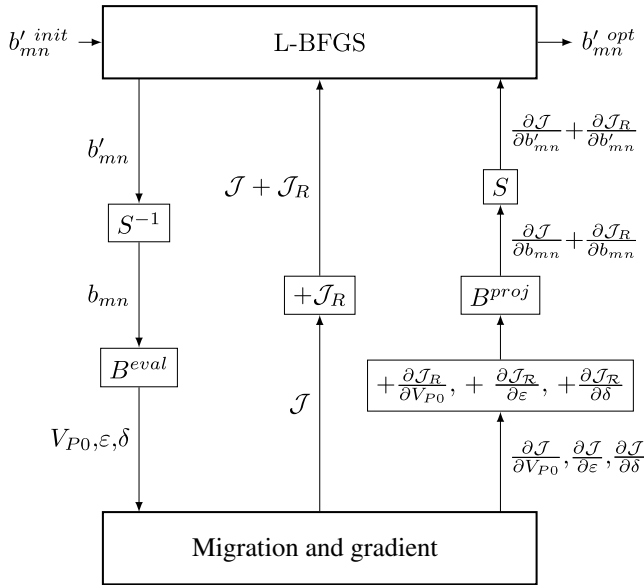 b′ᵢₙᵢₜ mn → L-BFGS → b′ₒₚₜ mn
b′_{mn}
∂𝒥/∂b′_{mn} + ∂𝒥_R/∂b′_{mn}
𝒥 + 𝒥_R
S
S^{-1}
∂𝒥/∂b_{mn} + ∂𝒥_R/∂b_{mn}
b_{mn}
+𝒥_R
B^{proj}
B^{eval}
+ ∂𝒥_R/∂V_{P0}, + ∂𝒥_ℛ/∂ε, + ∂𝒥_ℛ/∂δ
𝒥
V_{P0},ε,δ
∂𝒥/∂V_{P0}, ∂𝒥/∂ε, ∂𝒥/∂δ
Migration and gradient